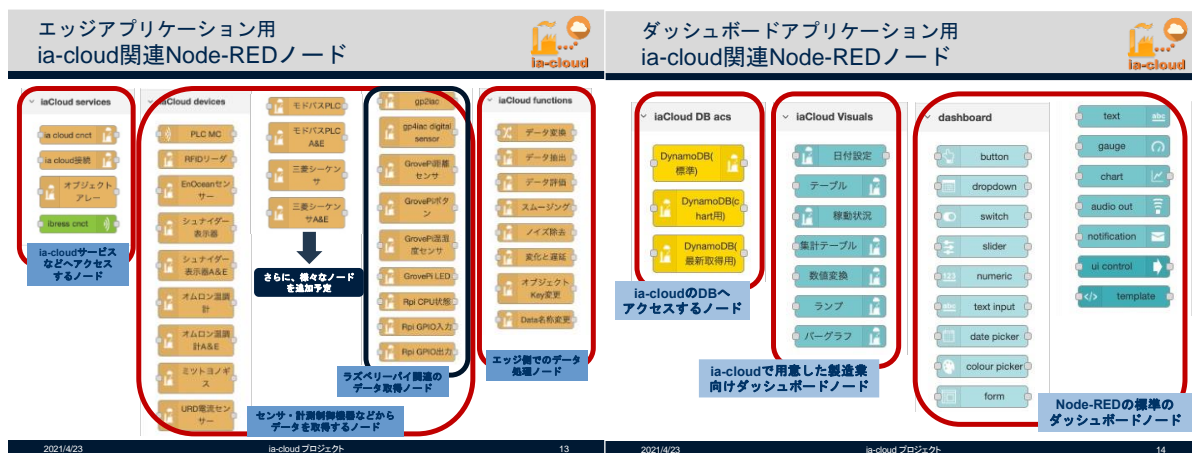 エッジアプリケーション用
ia-cloud関連Node-REDノード
ia-cloud
iaCloud services
ia cloud cnct
ia cloud接続
オブジェクト
アレー
ibress cnct
ia-cloudサービス
などへアクセス
するノード
iaCloud devices
PLC MC
RFIDリーダ
EnOceanセン
サー
シュナイダー
表示器
シュナイダー
表示器A&E
オムロン温調
計
オムロン温調
計A&E
ミツトヨノギ
ス
URD電流セン
サー
モドバスPLC
モドバスPLC
A&E
三菱シーケン
サ
三菱シーケン
サA&E
さらに、様々なノード
を追加予定
gp2iac
gp4iac digital
sensor
GrovePi距離
センサ
GrovePiボタ
ン
GrovePi温湿
度センサ
GrovePi LED
Rpi CPU状態
Rpi GPIO入力
Rpi GPIO出力
ラズベリーパイ関連の
データ取得ノード
センサ・計測制御機器などから
データを取得するノード
iaCloud functions
データ変換
データ抽出
データ評価
スムージング
ノイズ除去
変化と遅延
オブジェクト
Key変更
Data名称変更
エッジ側でのデータ
処理ノード
2021/4/23
ia-cloud プロジェクト
13
ダッシュボードアプリケーション用
ia-cloud関連Node-REDノード
ia-cloud
iaCloud DB acs
DynamoDB(
標準)
DynamoDB(c
hart用)
DynamoDB(
最新取得用)
ia-cloudのDBへ
アクセスするノード
iaCloud Visuals
日付設定
テーブル
稼動状況
集計テーブル
数値変換
ランプ
バーグラフ
ia-cloudで用意した製造業
向けダッシュボードノード
dashboard
button
dropdown
switch
slider
123
numeric
abc
text input
date picker
colour picker
form
text
abc
gauge
chart
audio out
notification
ui control
</>
template
Node-REDの標準の
ダッシュボードノード
2021/4/23
ia-cloud プロジェクト
14